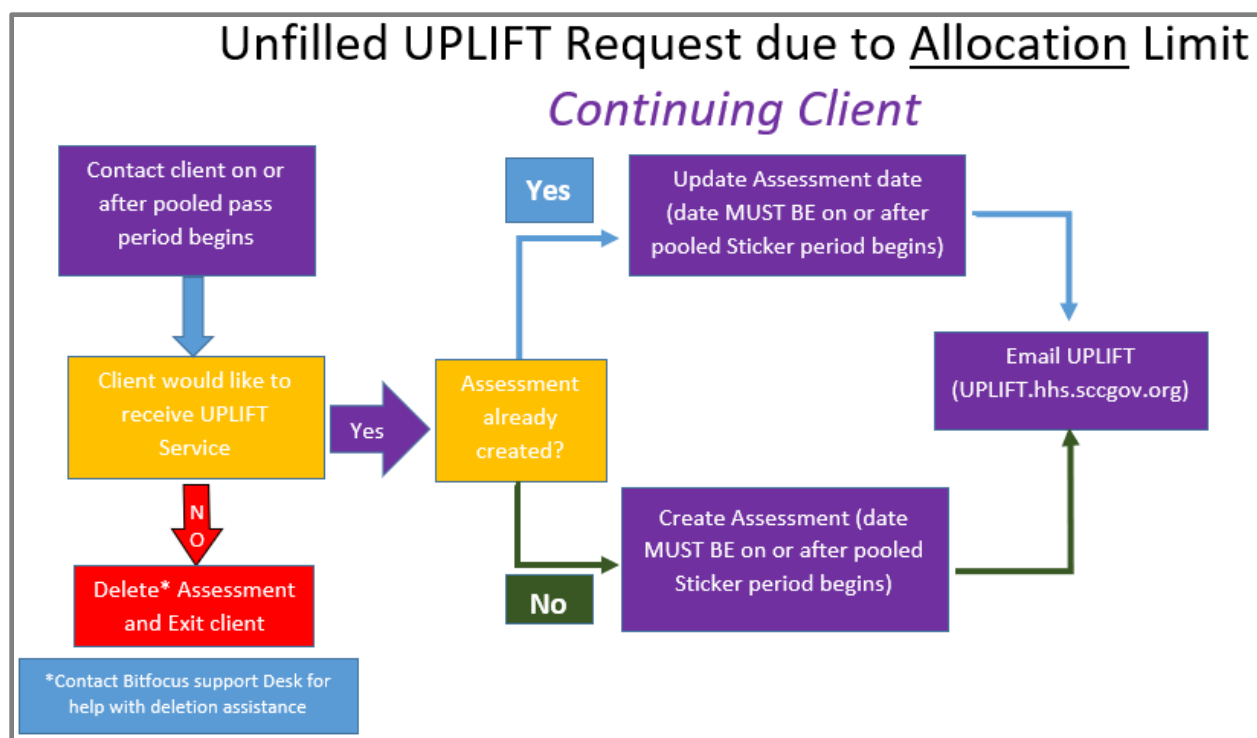 Unfilled UPLIFT Request due to Allocation Limit
Continuing Client
Contact client on or
after pooled pass
period begins
Client would like to
receive UPLIFT
Service
NO
Delete* Assessment
and Exit client
*Contact Bitfocus support Desk for
help with deletion assistance
Yes
Assessment
already
created?
Yes
Update Assessment date
(date MUST BE on or after
pooled Sticker period begins)
No
Create Assessment (date
MUST BE on or after pooled
Sticker period begins)
Email UPLIFT
(UPLIFT.hhs.sccgov.org)